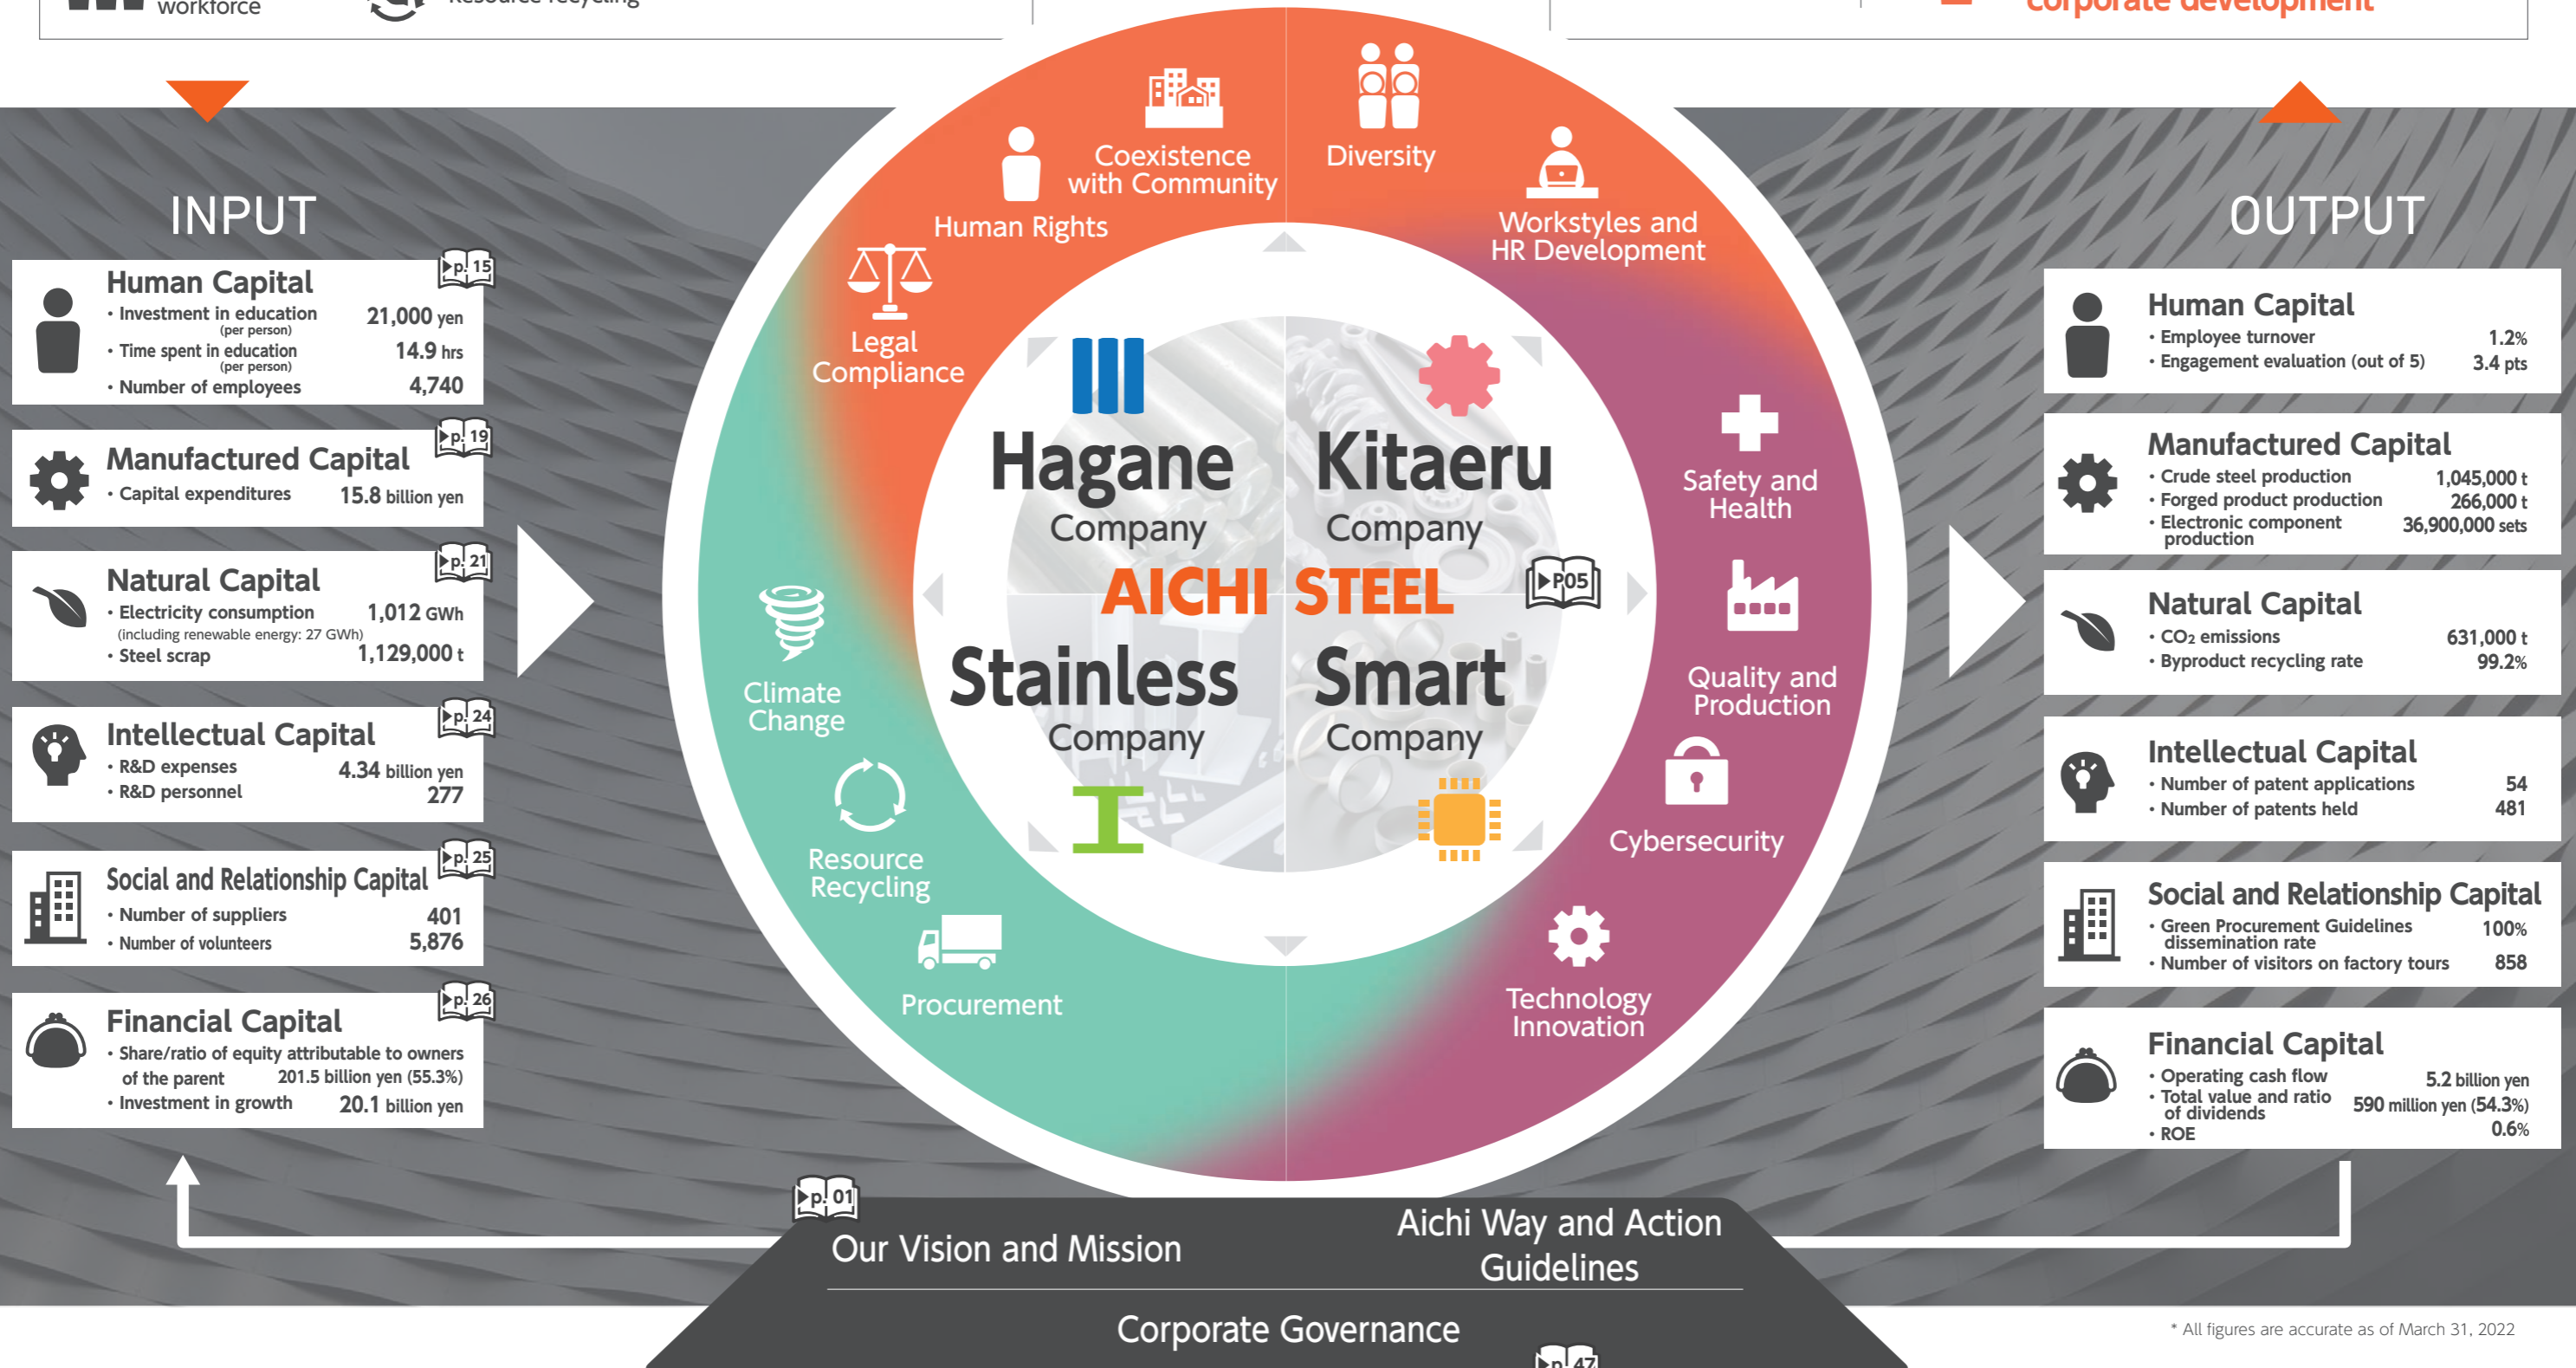 workforce
Resource recycling
corporate development
INPUT
Human Capital
p. 15
• Investment in education 21,000 yen
(per person)
• Time spent in education 14.9 hrs
(per person)
• Number of employees 4,740
Manufactured Capital
p. 19
• Capital expenditures 15.8 billion yen
Natural Capital
p. 21
• Electricity consumption 1,012 GWh
(including renewable energy: 27 GWh)
• Steel scrap 1,129,000 t
Intellectual Capital
p. 24
• R&D expenses 4.34 billion yen
• R&D personnel 277
Social and Relationship Capital
p. 25
• Number of suppliers 401
• Number of volunteers 5,876
Financial Capital
p. 26
• Share/ratio of equity attributable to owners
of the parent 201.5 billion yen (55.3%)
• Investment in growth 20.1 billion yen
Coexistence
with Community
Diversity
Human Rights
Workstyles and
HR Development
Legal
Compliance
Safety and
Health
Climate
Change
Quality and
Production
Resource
Recycling
Cybersecurity
Procurement
Technology
Innovation
Hagane
Company
Kitaeru
Company
AICHI STEEL
P05
Stainless
Company
Smart
Company
OUTPUT
Human Capital
• Employee turnover 1.2%
• Engagement evaluation (out of 5) 3.4 pts
Manufactured Capital
• Crude steel production 1,045,000 t
• Forged product production 266,000 t
• Electronic component 36,900,000 sets
production
Natural Capital
• CO₂ emissions 631,000 t
• Byproduct recycling rate 99.2%
Intellectual Capital
• Number of patent applications 54
• Number of patents held 481
Social and Relationship Capital
• Green Procurement Guidelines 100%
dissemination rate
• Number of visitors on factory tours 858
Financial Capital
• Operating cash flow 5.2 billion yen
• Total value and ratio 590 million yen (54.3%)
of dividends
• ROE 0.6%
p. 01
Our Vision and Mission
Aichi Way and Action
Guidelines
Corporate Governance
p. 47
* All figures are accurate as of March 31, 2022